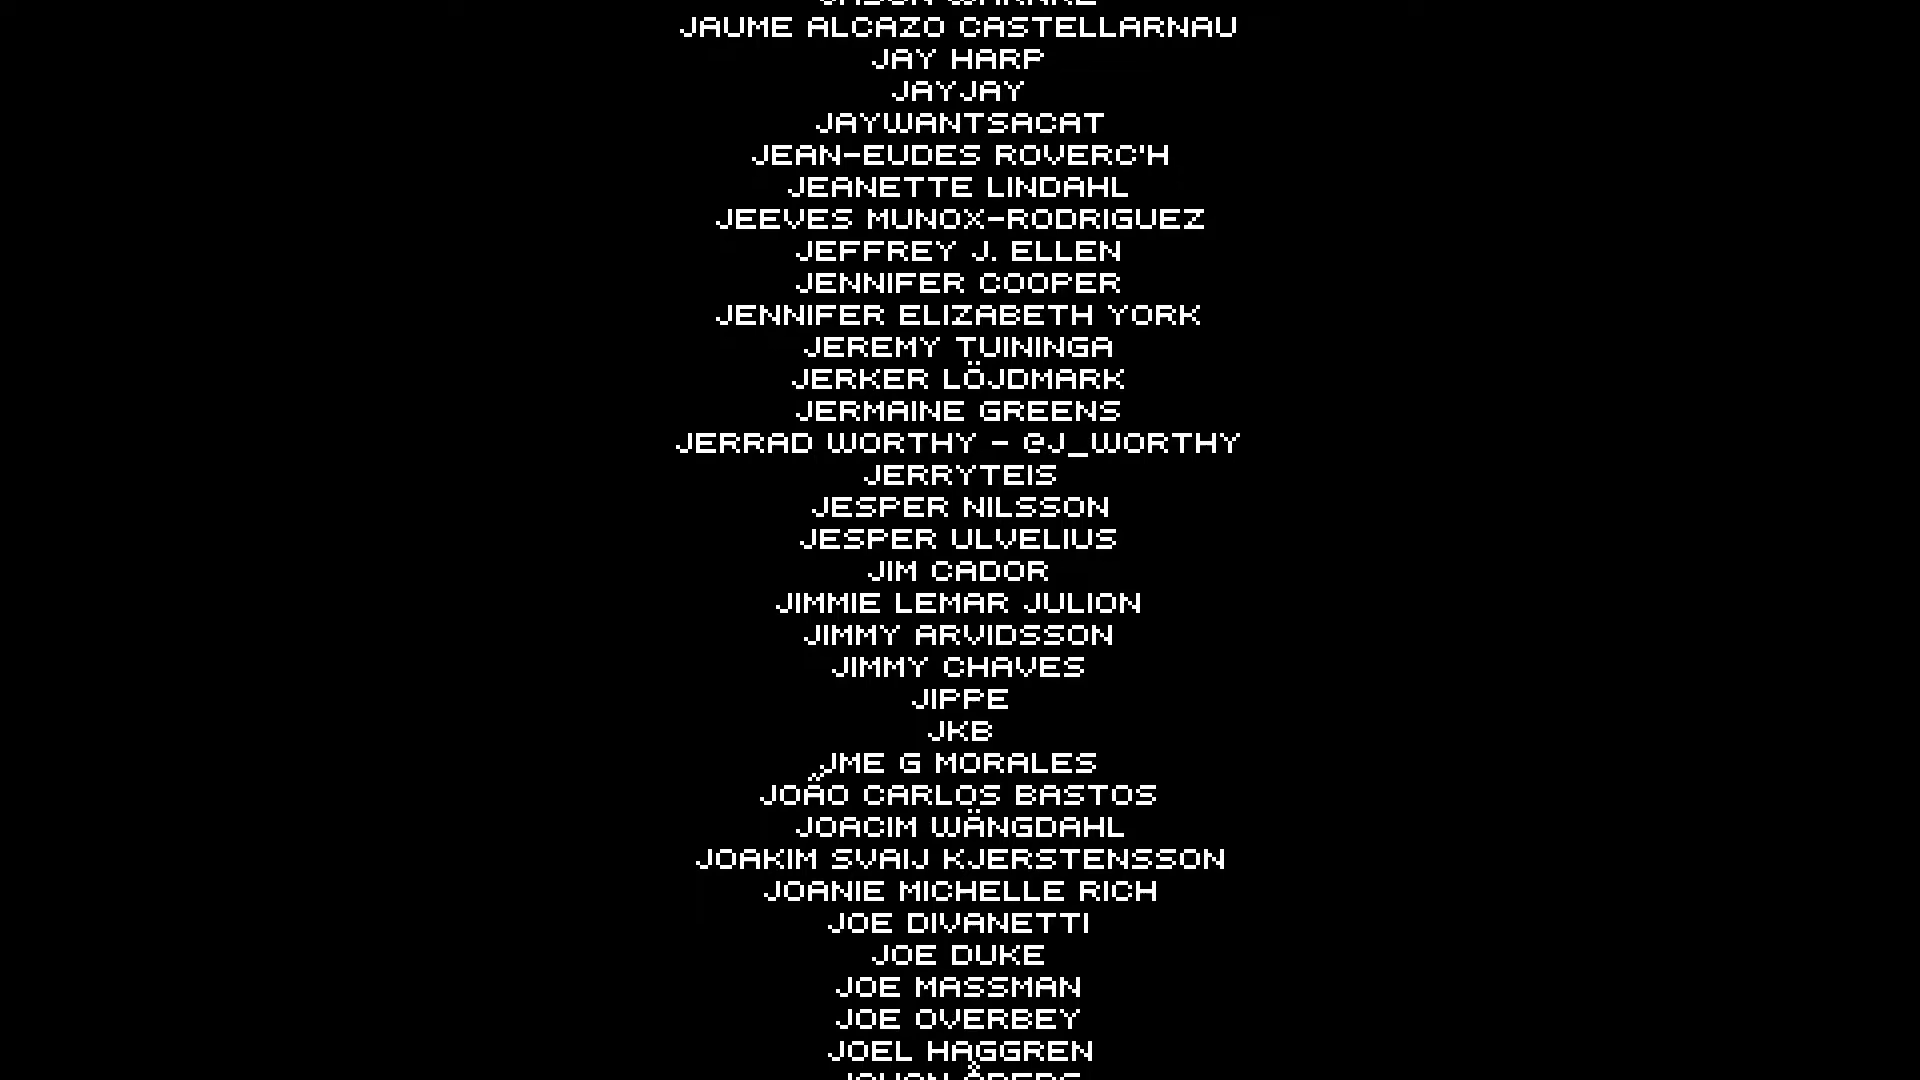 JAUME ALCAZO CASTELLARNAU
JAY HARP
JAYJAY
JAYWANTSACAT
JEAN-EUDES ROVERC'H
JEANETTE LINDAHL
JEEVES MUNOX-RODRIGUEZ
JEFFREY J. ELLEN
JENNIFER COOPER
JENNIFER ELIZABETH YORK
JEREMY TUININGA
JERKER LÖJDMARK
JERMAINE GREENS
JERRAD WORTHY - @J_WORTHY
JERRYTEIS
JESPER NILSSON
JESPER ULVELIUS
JIM CADOR
JIMMIE LEMAR JULION
JIMMY ARVIDSSON
JIMMY CHAVES
JIPPE
JKB
JME G MORALES
JOÃO CARLOS BASTOS
JOACIM WÄNGDAHL
JOAKIM SVAIJ KJERSTENSSON
JOANIE MICHELLE RICH
JOE DIVANETTI
JOE DUKE
JOE MASSMAN
JOE OVERBEY
JOEL HAGGREN